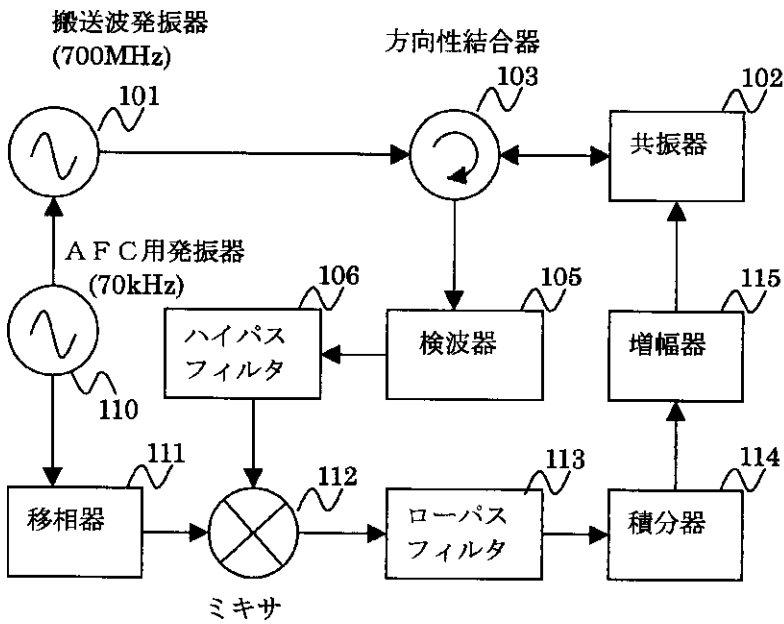 搬送波発振器
(700MHz)
101
方向性結合器
103
102
共振器
ＡＦＣ用発振器
(70kHz)
110
106
ハイパス
フィルタ
105
検波器
115
増幅器
111
移相器
112
ミキサ
113
ローパス
フィルタ
114
積分器